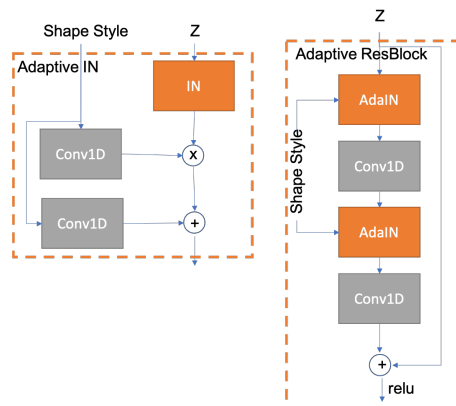 Shape Style
Z
Adaptive IN
IN
Conv1D
x
Conv1D
+
Z
Adaptive ResBlock
AdaIN
Shape Style
Conv1D
AdaIN
Conv1D
+
relu